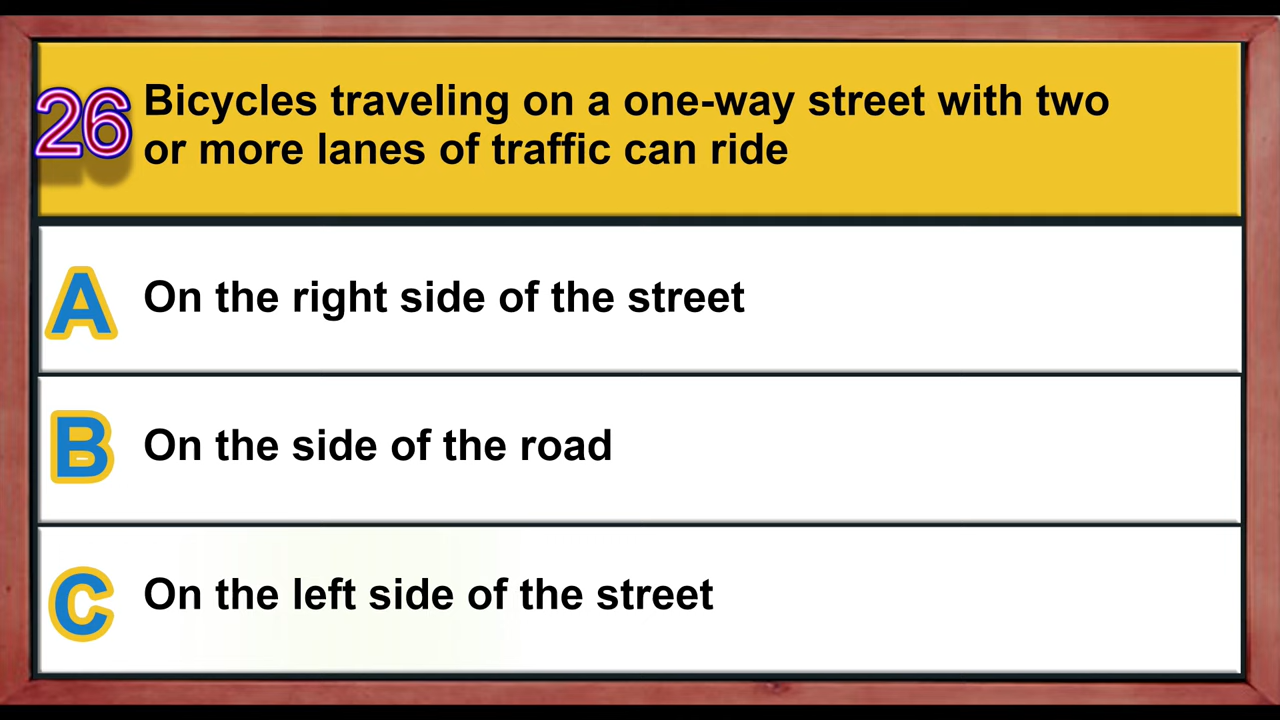 26
Bicycles traveling on a one-way street with two
or more lanes of traffic can ride
A On the right side of the street
B On the side of the road
C On the left side of the street